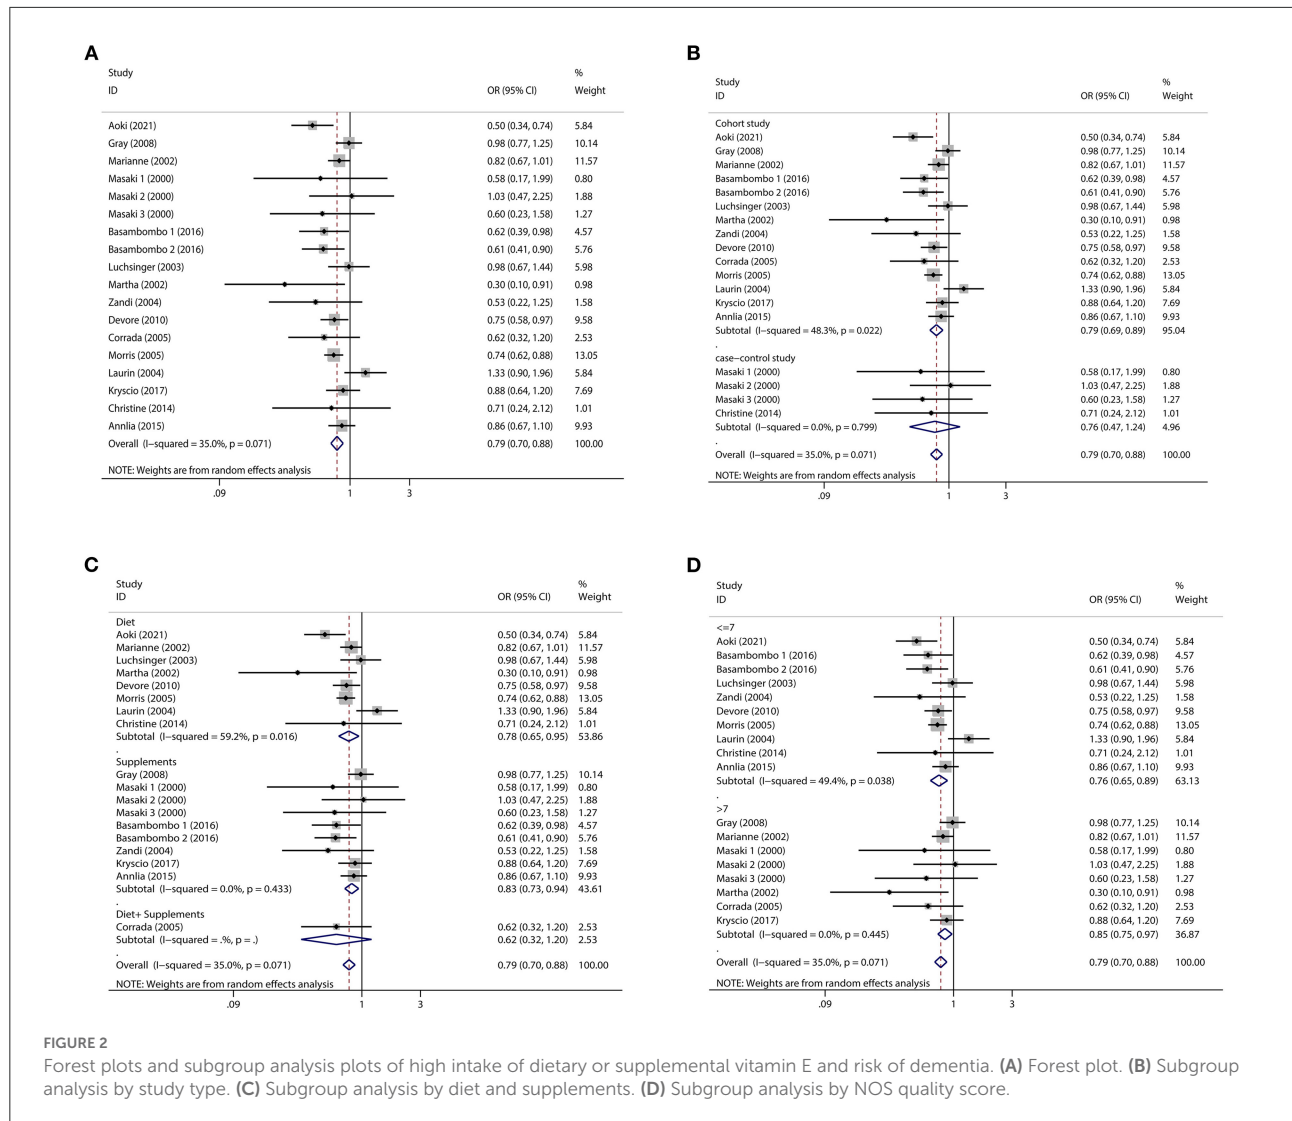 A
Study %
ID OR (95% CI) Weight
Aoki (2021) 0.50 (0.34, 0.74) 5.84
Gray (2008) 0.98 (0.77, 1.25) 10.14
Marianne (2002) 0.82 (0.67, 1.01) 11.57
Masaki 1 (2000) 0.58 (0.17, 1.99) 0.80
Masaki 2 (2000) 1.03 (0.47, 2.25) 1.88
Masaki 3 (2000) 0.60 (0.23, 1.58) 1.27
Basambombo 1 (2016) 0.62 (0.39, 0.98) 4.57
Basambombo 2 (2016) 0.61 (0.41, 0.90) 5.76
Luchsinger (2003) 0.98 (0.67, 1.44) 5.98
Martha (2002) 0.30 (0.10, 0.91) 0.98
Zandi (2004) 0.53 (0.22, 1.25) 1.58
Devore (2010) 0.75 (0.58, 0.97) 9.58
Corrada (2005) 0.62 (0.32, 1.20) 2.53
Morris (2005) 0.74 (0.62, 0.88) 13.05
Laurin (2004) 1.33 (0.90, 1.96) 5.84
Kryscio (2017) 0.88 (0.64, 1.20) 7.69
Christine (2014) 0.71 (0.24, 2.12) 1.01
Annlia (2015) 0.86 (0.67, 1.10) 9.93
Overall (I−squared = 35.0%, p = 0.071) 0.79 (0.70, 0.88) 100.00
NOTE: Weights are from random effects analysis
.09 1 3
B
Study %
ID OR (95% CI) Weight
Cohort study
Aoki (2021) 0.50 (0.34, 0.74) 5.84
Gray (2008) 0.98 (0.77, 1.25) 10.14
Marianne (2002) 0.82 (0.67, 1.01) 11.57
Basambombo 1 (2016) 0.62 (0.39, 0.98) 4.57
Basambombo 2 (2016) 0.61 (0.41, 0.90) 5.76
Luchsinger (2003) 0.98 (0.67, 1.44) 5.98
Martha (2002) 0.30 (0.10, 0.91) 0.98
Zandi (2004) 0.53 (0.22, 1.25) 1.58
Devore (2010) 0.75 (0.58, 0.97) 9.58
Corrada (2005) 0.62 (0.32, 1.20) 2.53
Morris (2005) 0.74 (0.62, 0.88) 13.05
Laurin (2004) 1.33 (0.90, 1.96) 5.84
Kryscio (2017) 0.88 (0.64, 1.20) 7.69
Annlia (2015) 0.86 (0.67, 1.10) 9.93
Subtotal (I−squared = 48.3%, p = 0.022) 0.79 (0.69, 0.89) 95.04
.
case−control study
Masaki 1 (2000) 0.58 (0.17, 1.99) 0.80
Masaki 2 (2000) 1.03 (0.47, 2.25) 1.88
Masaki 3 (2000) 0.60 (0.23, 1.58) 1.27
Christine (2014) 0.71 (0.24, 2.12) 1.01
Subtotal (I−squared = 0.0%, p = 0.799) 0.76 (0.47, 1.24) 4.96
.
Overall (I−squared = 35.0%, p = 0.071) 0.79 (0.70, 0.88) 100.00
NOTE: Weights are from random effects analysis
.09 1 3
C
Study %
ID OR (95% CI) Weight
Diet
Aoki (2021) 0.50 (0.34, 0.74) 5.84
Marianne (2002) 0.82 (0.67, 1.01) 11.57
Luchsinger (2003) 0.98 (0.67, 1.44) 5.98
Martha (2002) 0.30 (0.10, 0.91) 0.98
Devore (2010) 0.75 (0.58, 0.97) 9.58
Morris (2005) 0.74 (0.62, 0.88) 13.05
Laurin (2004) 1.33 (0.90, 1.96) 5.84
Christine (2014) 0.71 (0.24, 2.12) 1.01
Subtotal (I−squared = 59.2%, p = 0.016) 0.78 (0.65, 0.95) 53.86
.
Supplements
Gray (2008) 0.98 (0.77, 1.25) 10.14
Masaki 1 (2000) 0.58 (0.17, 1.99) 0.80
Masaki 2 (2000) 1.03 (0.47, 2.25) 1.88
Masaki 3 (2000) 0.60 (0.23, 1.58) 1.27
Basambombo 1 (2016) 0.62 (0.39, 0.98) 4.57
Basambombo 2 (2016) 0.61 (0.41, 0.90) 5.76
Zandi (2004) 0.53 (0.22, 1.25) 1.58
Kryscio (2017) 0.88 (0.64, 1.20) 7.69
Annlia (2015) 0.86 (0.67, 1.10) 9.93
Subtotal (I−squared = 0.0%, p = 0.433) 0.83 (0.73, 0.94) 43.61
.
Diet+ Supplements
Corrada (2005) 0.62 (0.32, 1.20) 2.53
Subtotal (I−squared = .%, p = .) 0.62 (0.32, 1.20) 2.53
.
Overall (I−squared = 35.0%, p = 0.071) 0.79 (0.70, 0.88) 100.00
NOTE: Weights are from random effects analysis
.09 1 3
D
Study %
ID OR (95% CI) Weight
<=7
Aoki (2021) 0.50 (0.34, 0.74) 5.84
Basambombo 1 (2016) 0.62 (0.39, 0.98) 4.57
Basambombo 2 (2016) 0.61 (0.41, 0.90) 5.76
Luchsinger (2003) 0.98 (0.67, 1.44) 5.98
Zandi (2004) 0.53 (0.22, 1.25) 1.58
Devore (2010) 0.75 (0.58, 0.97) 9.58
Morris (2005) 0.74 (0.62, 0.88) 13.05
Laurin (2004) 1.33 (0.90, 1.96) 5.84
Christine (2014) 0.71 (0.24, 2.12) 1.01
Annlia (2015) 0.86 (0.67, 1.10) 9.93
Subtotal (I−squared = 49.4%, p = 0.038) 0.76 (0.65, 0.89) 63.13
.
>7
Gray (2008) 0.98 (0.77, 1.25) 10.14
Marianne (2002) 0.82 (0.67, 1.01) 11.57
Masaki 1 (2000) 0.58 (0.17, 1.99) 0.80
Masaki 2 (2000) 1.03 (0.47, 2.25) 1.88
Masaki 3 (2000) 0.60 (0.23, 1.58) 1.27
Martha (2002) 0.30 (0.10, 0.91) 0.98
Corrada (2005) 0.62 (0.32, 1.20) 2.53
Kryscio (2017) 0.88 (0.64, 1.20) 7.69
Subtotal (I−squared = 0.0%, p = 0.445) 0.85 (0.75, 0.97) 36.87
.
Overall (I−squared = 35.0%, p = 0.071) 0.79 (0.70, 0.88) 100.00
NOTE: Weights are from random effects analysis
.09 1 3
FIGURE 2
Forest plots and subgroup analysis plots of high intake of dietary or supplemental vitamin E and risk of dementia. (A) Forest plot. (B) Subgroup
analysis by study type. (C) Subgroup analysis by diet and supplements. (D) Subgroup analysis by NOS quality score.